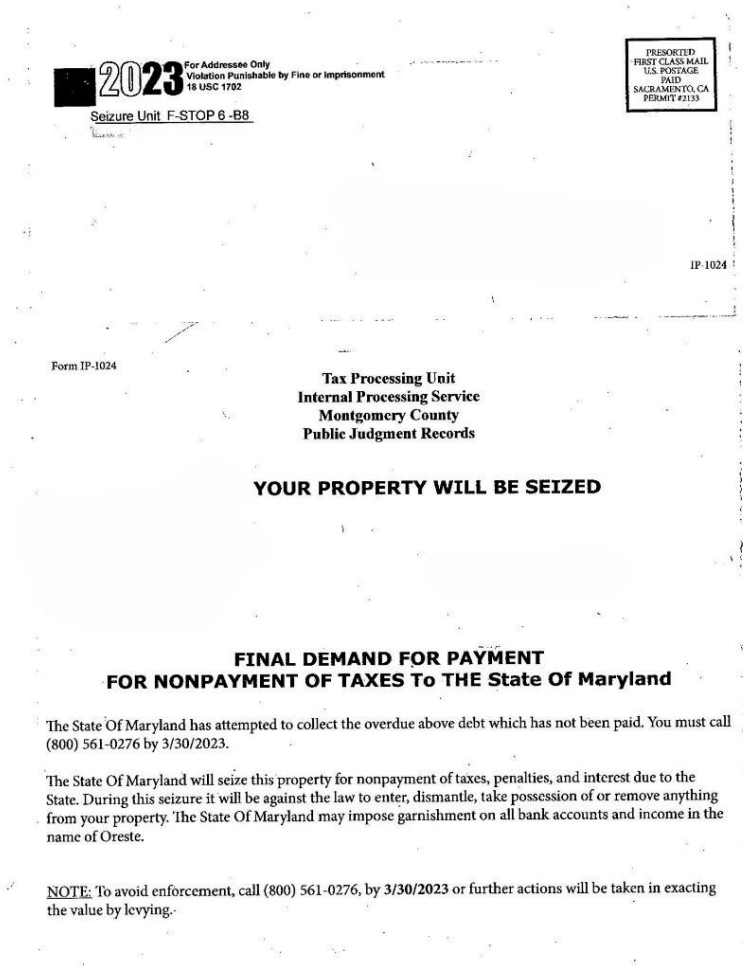 2023
For Addressee Only
Violation Punishable by Fine or Imprisonment
18 USC 1702
Seizure Unit F-STOP 6 -B8
PRESORTED
FIRST CLASS MAIL
U.S. POSTAGE
PAID
SACRAMENTO, CA
PERMIT #2133
IP-1024
Form IP-1024
Tax Processing Unit
Internal Processing Service
Montgomery County
Public Judgment Records
YOUR PROPERTY WILL BE SEIZED
FINAL DEMAND FOR PAYMENT
FOR NONPAYMENT OF TAXES To THE State Of Maryland
The State Of Maryland has attempted to collect the overdue above debt which has not been paid. You must call
(800) 561-0276 by 3/30/2023.
The State Of Maryland will seize this property for nonpayment of taxes, penalties, and interest due to the
State. During this seizure it will be against the law to enter, dismantle, take possession of or remove anything
from your property. The State Of Maryland may impose garnishment on all bank accounts and income in the
name of Oreste.
NOTE: To avoid enforcement, call (800) 561-0276, by 3/30/2023 or further actions will be taken in exacting
the value by levying.